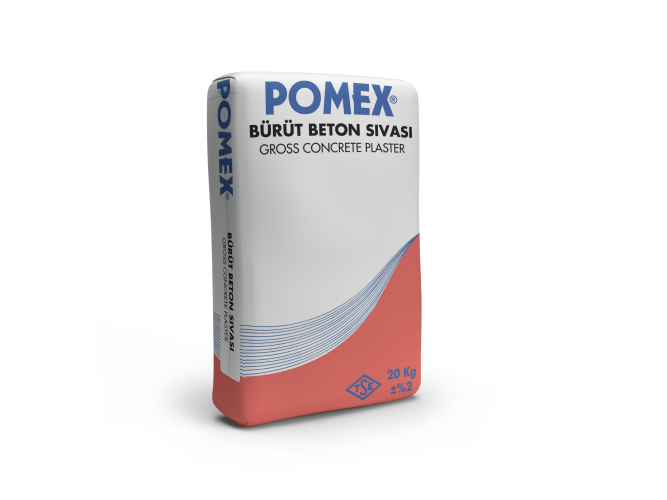 POMEX®
BÜRÜT BETON SIVASI
GROSS CONCRETE PLASTER
POMEX®
BÜRÜT BETON SIVASI
GROSS CONCRETE PLASTER
TSE
20 Kg
±%2